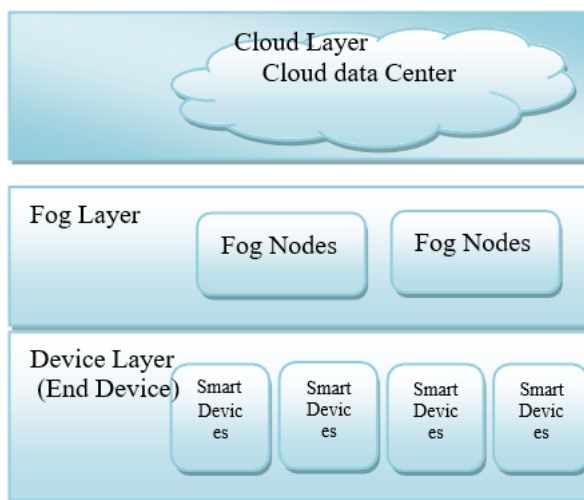 Cloud Layer
Cloud data Center
Fog Layer
Fog Nodes
Fog Nodes
Device Layer
(End Device)
Smart
Devic
es
Smart
Devic
es
Smart
Devic
es
Smart
Devic
es